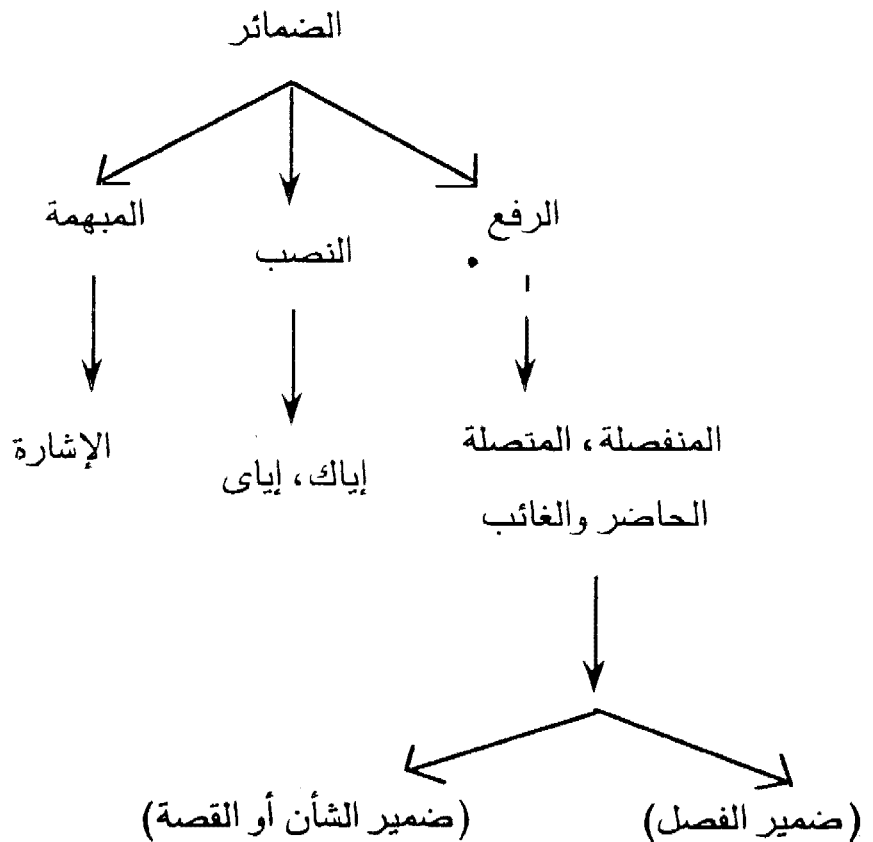 الضمائر
الرفع
النصب
المبهمة
المنفصلة، المتصلة
الحاضر والغائب
إياك، إياى
الإشارة
(ضمير الفصل)
(ضمير الشأن أو القصة)